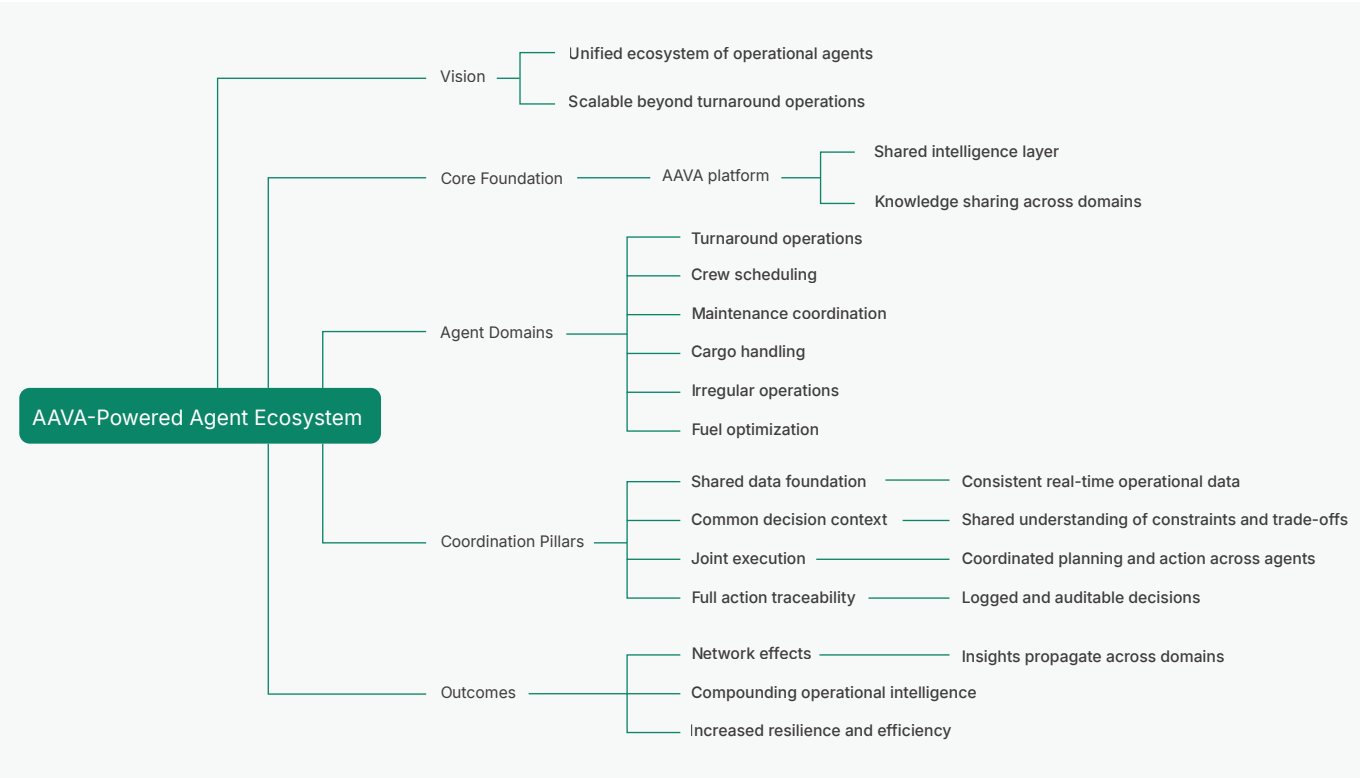 Vision
Unified ecosystem of operational agents
Scalable beyond turnaround operations
Core Foundation
AAVA platform
Shared intelligence layer
Knowledge sharing across domains
Agent Domains
Turnaround operations
Crew scheduling
Maintenance coordination
Cargo handling
Irregular operations
Fuel optimization
AAVA-Powered Agent Ecosystem
Coordination Pillars
Shared data foundation
Consistent real-time operational data
Common decision context
Shared understanding of constraints and trade-offs
Joint execution
Coordinated planning and action across agents
Full action traceability
Logged and auditable decisions
Outcomes
Network effects
Insights propagate across domains
Compounding operational intelligence
Increased resilience and efficiency